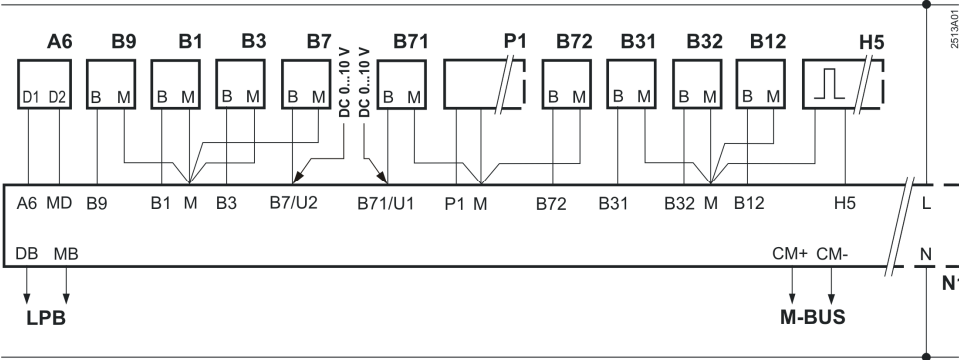 A6 B9 B1 B3 B7 B71 P1 B72 B31 B32 B12 H5
DC 0...10 V
DC 0...10 V
2513A01
D1 D2 B M B M B M B M B M B M B M B M B M
A6 MD B9 B1 M B3 B7/U2 B71/U1 P1 M B72 B31 B32 M B12 H5 L
DB MB CM+ CM- N
LPB M-BUS